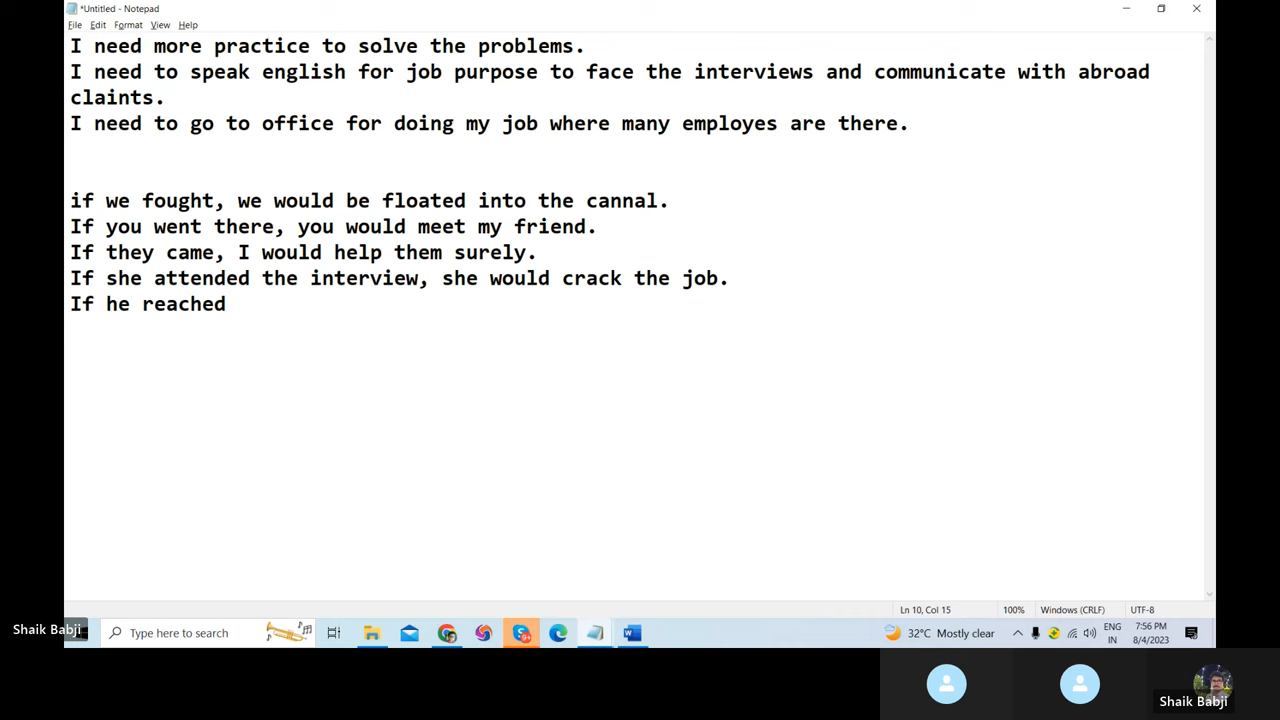 *Untitled - Notepad
File Edit Format View Help
I need more practice to solve the problems.
I need to speak english for job purpose to face the interviews and communicate with abroad
claints.
I need to go to office for doing my job where many employes are there.
if we fought, we would be floated into the cannal.
If you went there, you would meet my friend.
If they came, I would help them surely.
If she attended the interview, she would crack the job.
If he reached
Ln 10, Col 15 100% Windows (CRLF) UTF-8
Shaik Babji
Type here to search
32°C Mostly clear
ENG
IN
7:56 PM
8/4/2023
Shaik Babji